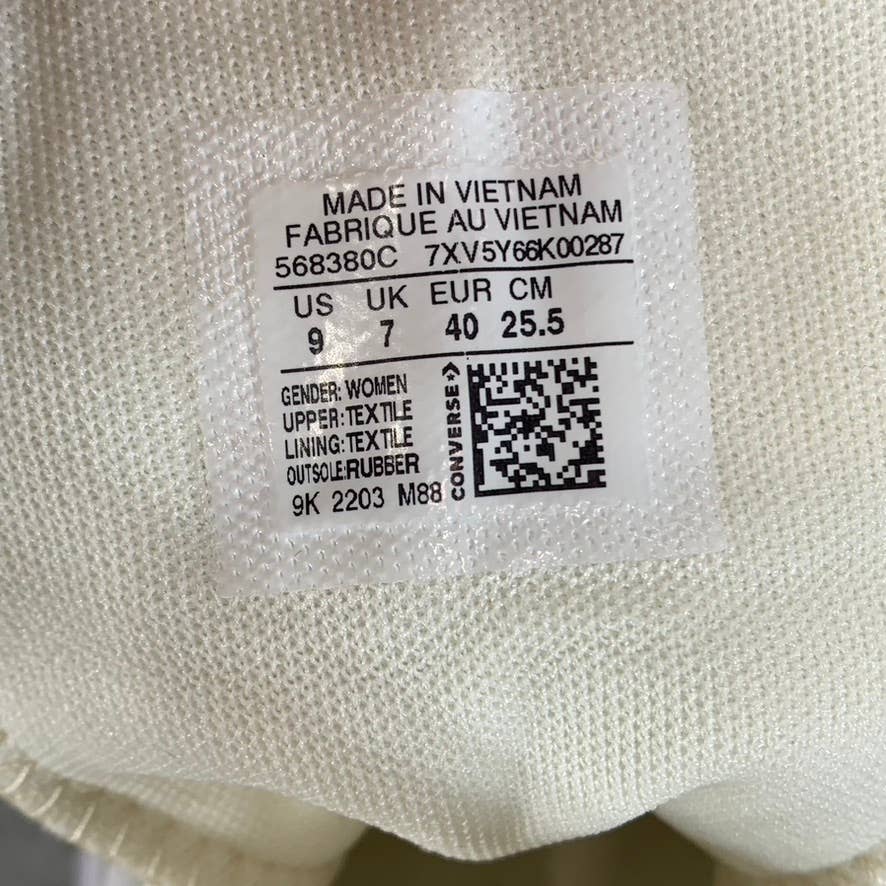 MADE IN VIETNAM
FABRIQUE AU VIETNAM
568380C 7XV5Y66K00287
US UK EUR CM
9 7 40 25.5
GENDER: WOMEN
UPPER: TEXTILE
LINING: TEXTILE
OUTSOLE: RUBBER
9K 2203 M88
CONVERSE